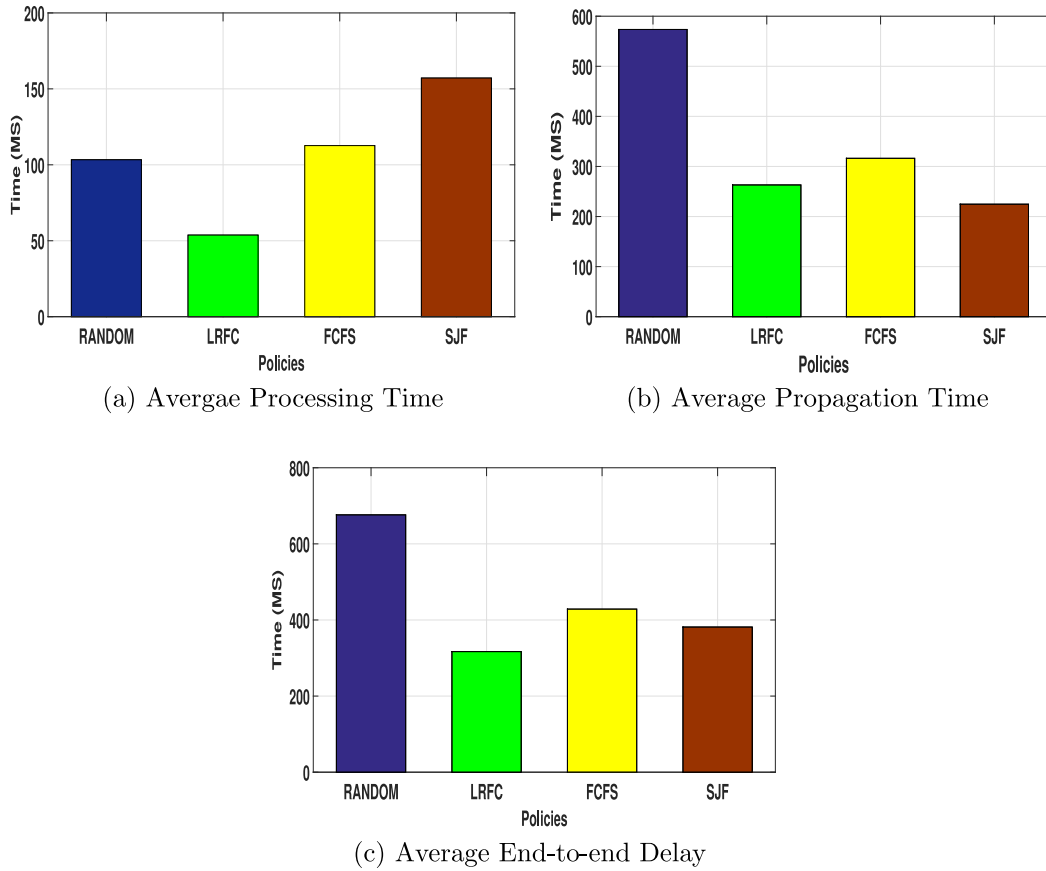 200
150
100
50
0
Time (MS)
RANDOM LRFC FCFS SJF
Policies
(a) Avergae Processing Time
600
500
400
300
200
100
0
Time (MS)
RANDOM LRFC FCFS SJF
Policies
(b) Average Propagation Time
800
600
400
200
0
Time (MS)
RANDOM LRFC FCFS SJF
Policies
(c) Average End-to-end Delay